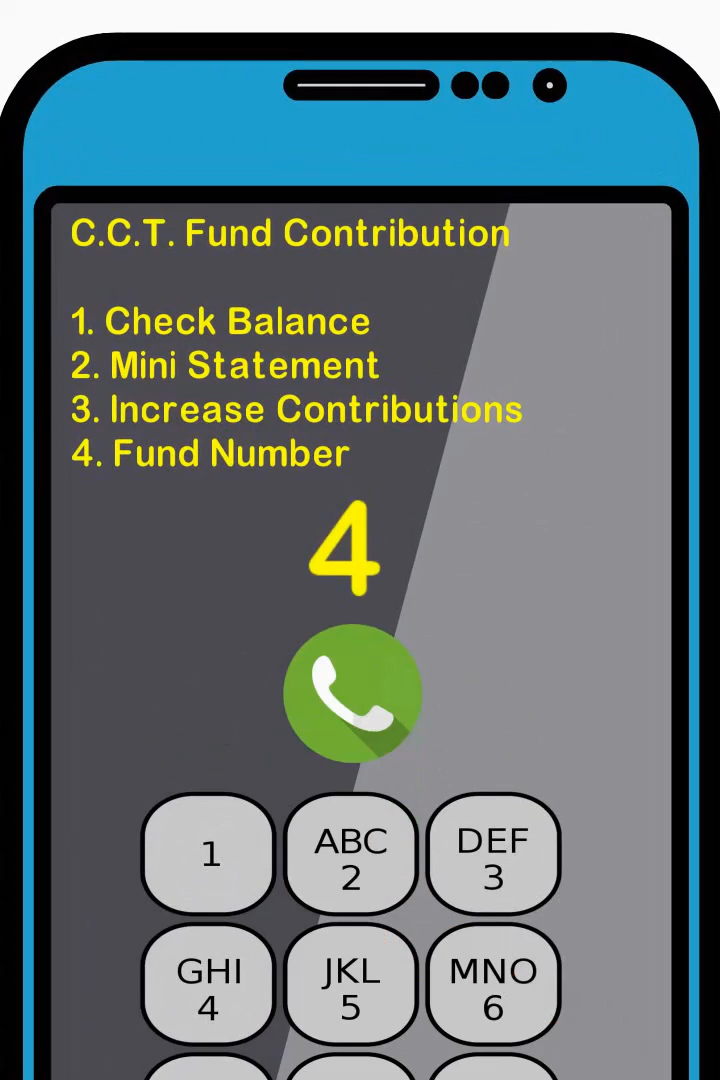 C.C.T. Fund Contribution
1. Check Balance
2. Mini Statement
3. Increase Contributions
4. Fund Number
4
1
ABC
2
DEF
3
GHI
4
JKL
5
MNO
6